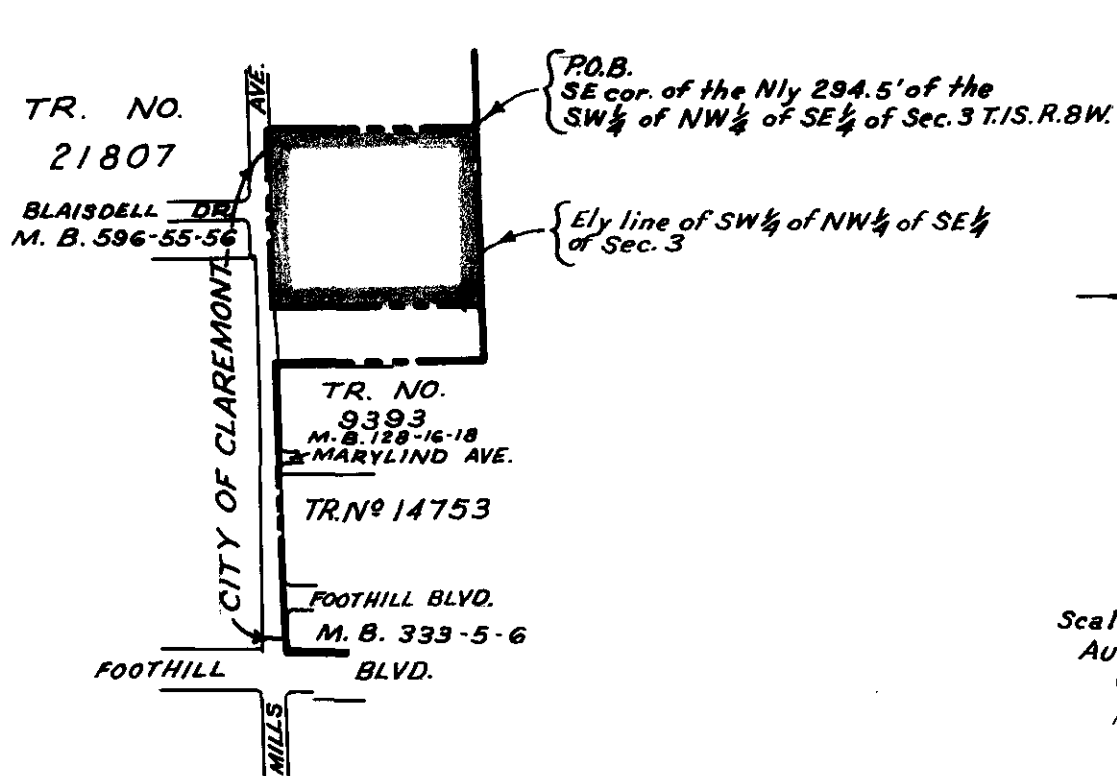 AVE.
P.O.B.
SE cor. of the Nly 294.5' of the
SW¼ of NW¼ of SE¼ of Sec. 3 T.1S. R.8W.
TR. NO.
21807
BLAISDELL DR
M. B. 596-55-56
Ely line of SW¼ of NW¼ of SE¼
of Sec. 3
CITY OF CLAREMONT
TR. NO.
9393
M.B. 128-16-18
MARYLIND AVE.
TR. Nº 14753
FOOTHILL BLVD.
M. B. 333-5-6
FOOTHILL BLVD.
MILLS
Scal
Au